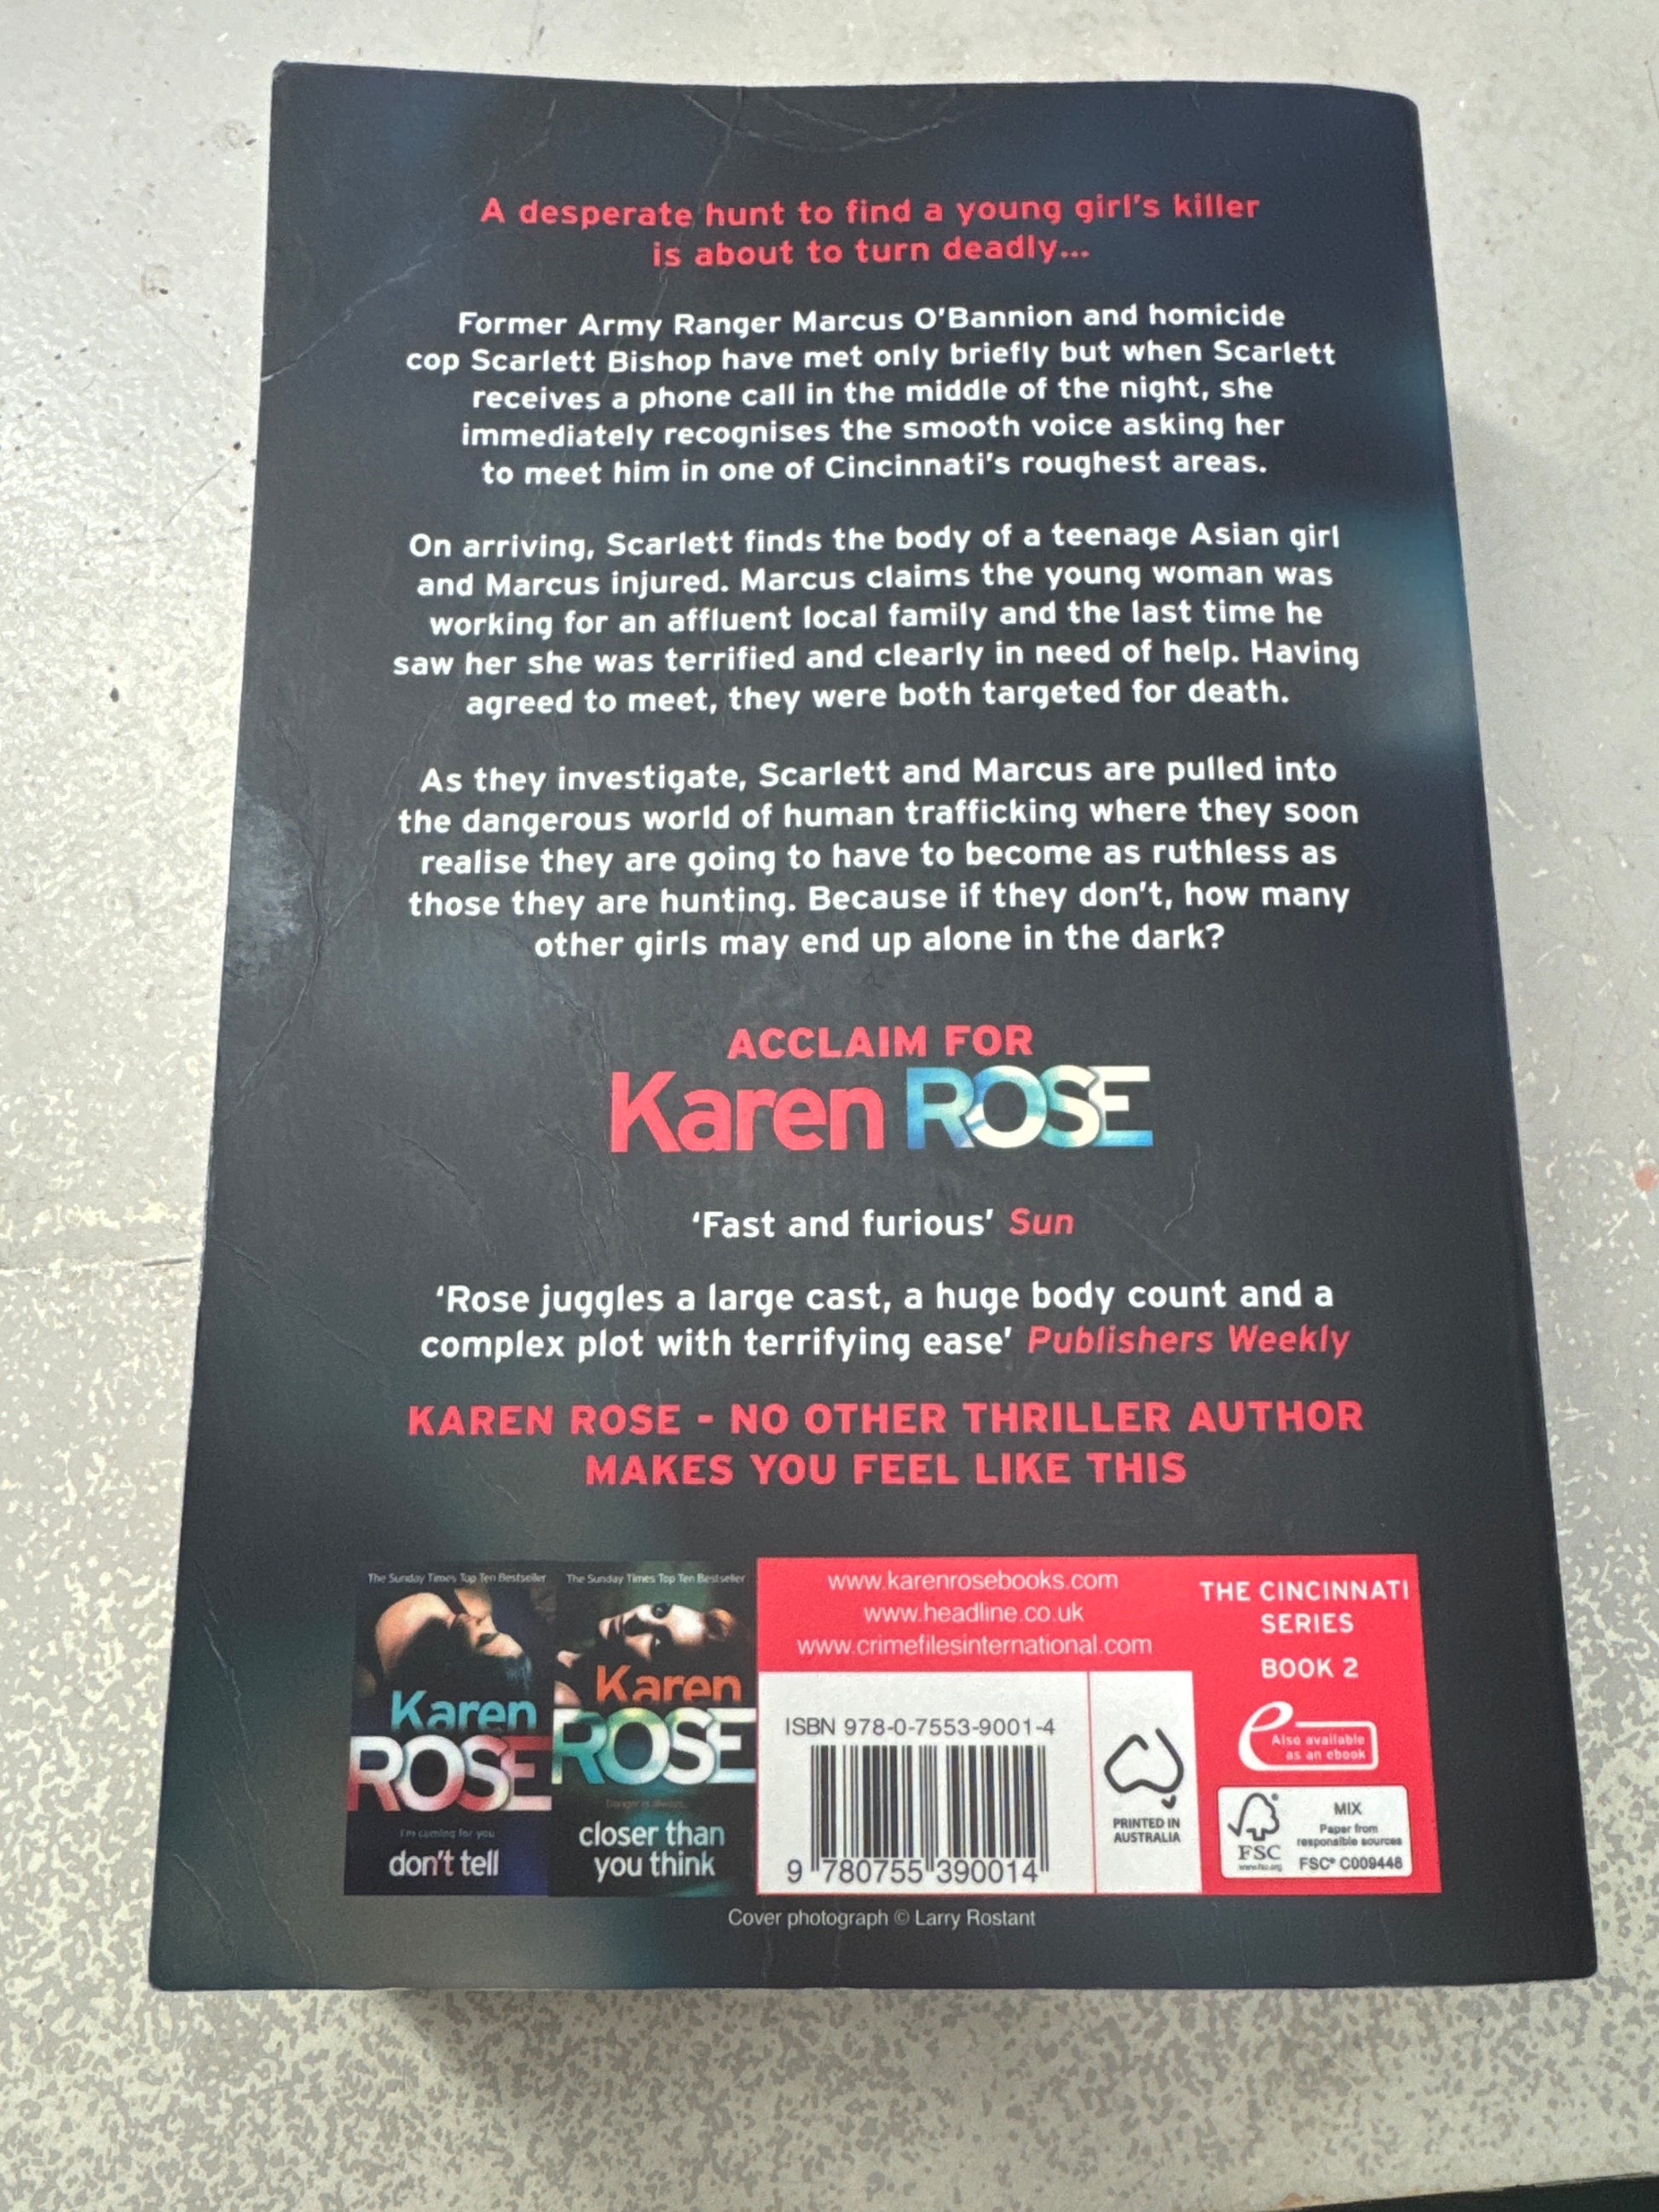 A desperate hunt to find a young girl's killer
is about to turn deadly...
Former Army Ranger Marcus O'Bannion and homicide
cop Scarlett Bishop have met only briefly but when Scarlett
receives a phone call in the middle of the night, she
immediately recognises the smooth voice asking her
to meet him in one of Cincinnati's roughest areas.
On arriving, Scarlett finds the body of a teenage Asian girl
and Marcus injured. Marcus claims the young woman was
working for an affluent local family and the last time he
saw her she was terrified and clearly in need of help. Having
agreed to meet, they were both targeted for death.
As they investigate, Scarlett and Marcus are pulled into
the dangerous world of human trafficking where they soon
realise they are going to have to become as ruthless as
those they are hunting. Because if they don't, how many
other girls may end up alone in the dark?
ACCLAIM FOR
Karen ROSE
'Fast and furious' Sun
'Rose juggles a large cast, a huge body count and a
complex plot with terrifying ease' Publishers Weekly
KAREN ROSE - NO OTHER THRILLER AUTHOR
MAKES YOU FEEL LIKE THIS
The Sunday Times Top Ten Bestseller
Karen
ROSE
I'm coming for you
don't tell
The Sunday Times Top Ten Bestseller
Karen
ROSE
Danger is always...
closer than
you think
www.karenrosebooks.com
www.headline.co.uk
www.crimefilesinternational.com
ISBN 978-0-7553-9001-4
9 780755 390014
PRINTED IN
AUSTRALIA
THE CINCINNATI
SERIES
BOOK 2
e
Also available
as an ebook
FSC
www.fsc.org
MIX
Paper from
responsible sources
FSC® C009448
Cover photograph © Larry Rostant